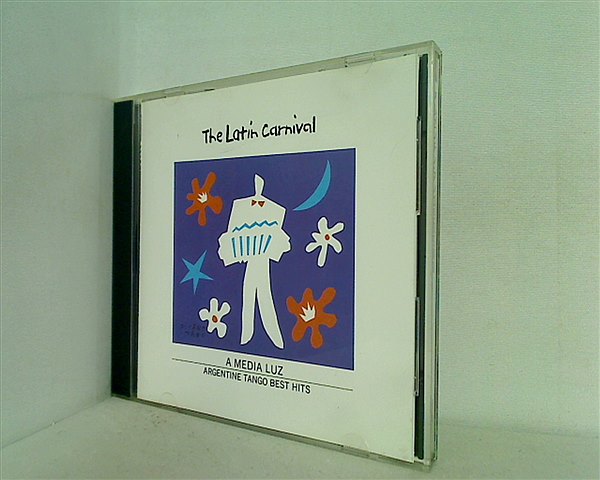 The Latin Carnival
A MEDIA LUZ
ARGENTINE TANGO BEST HITS